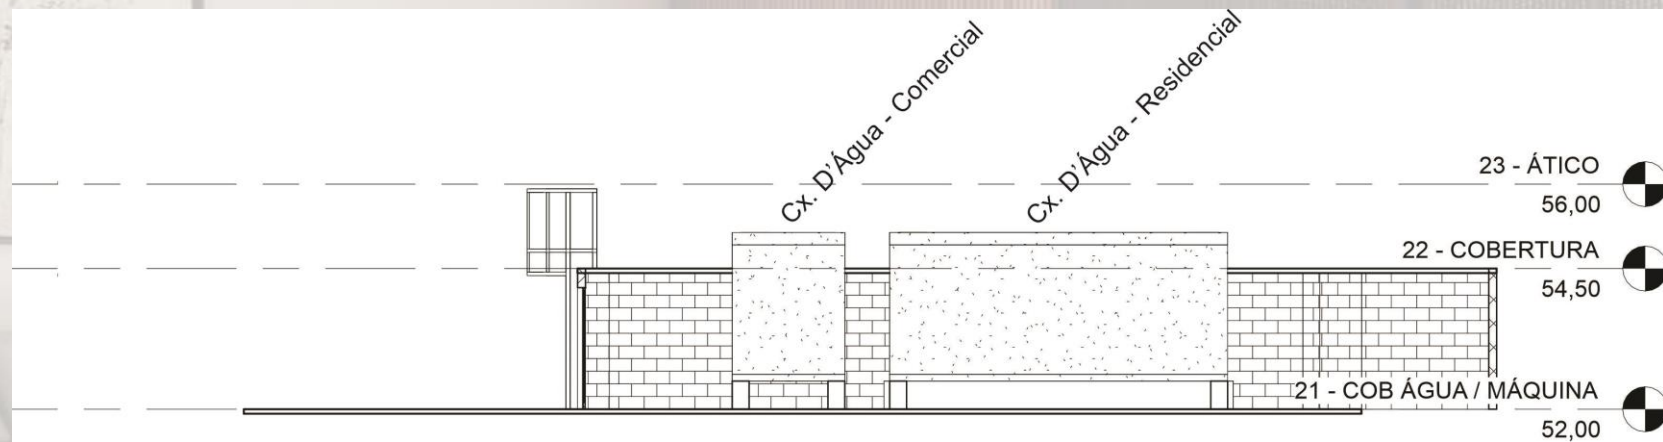 Cx. D'Água - Comercial
Cx. D'Água - Residencial
23 - ÁTICO
56,00
22 - COBERTURA
54,50
21 - COB ÁGUA / MÁQUINA
52,00